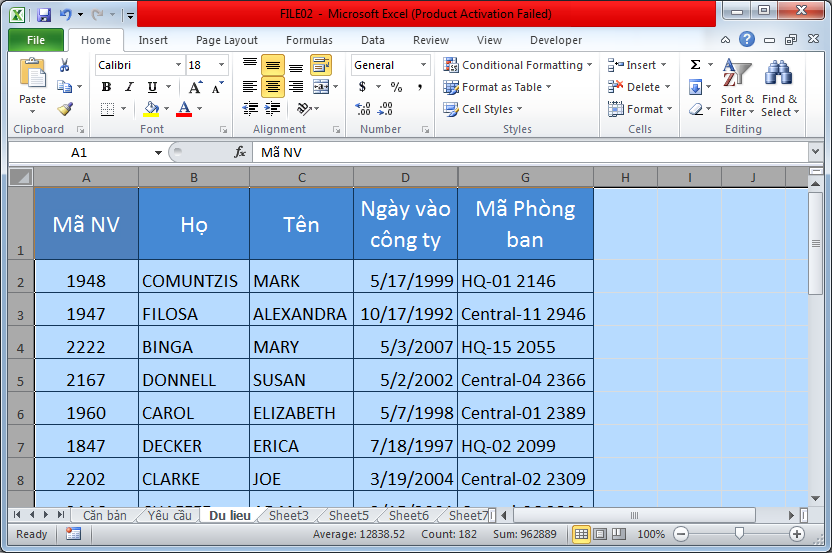 FILE02 - Microsoft Excel (Product Activation Failed)
File Home Insert Page Layout Formulas Data Review View Developer
Paste
Clipboard
Calibri 18
B I U A A
A
Font
Alignment
General
$ % ,
Number
Conditional Formatting
Format as Table
Cell Styles
Styles
Insert
Delete
Format
Cells
Σ
Sort & Filter
Find & Select
Editing
A1 fx Mã NV
A B C D G H I J
1 Mã NV Họ Tên Ngày vào công ty Mã Phòng ban
2 1948 COMUNTZIS MARK 5/17/1999 HQ-01 2146
3 1947 FILOSA ALEXANDRA 10/17/1992 Central-11 2946
4 2222 BINGA MARY 5/3/2007 HQ-15 2055
5 2167 DONNELL SUSAN 5/2/2002 Central-04 2366
6 1960 CAROL ELIZABETH 5/7/1998 Central-01 2389
7 1847 DECKER ERICA 7/18/1997 HQ-02 2099
8 2202 CLARKE JOE 3/19/2004 Central-02 2309
Căn bản Yêu cầu Du lieu Sheet3 Sheet5 Sheet6 Sheet7
Ready Average: 12838.52 Count: 182 Sum: 962889 100%